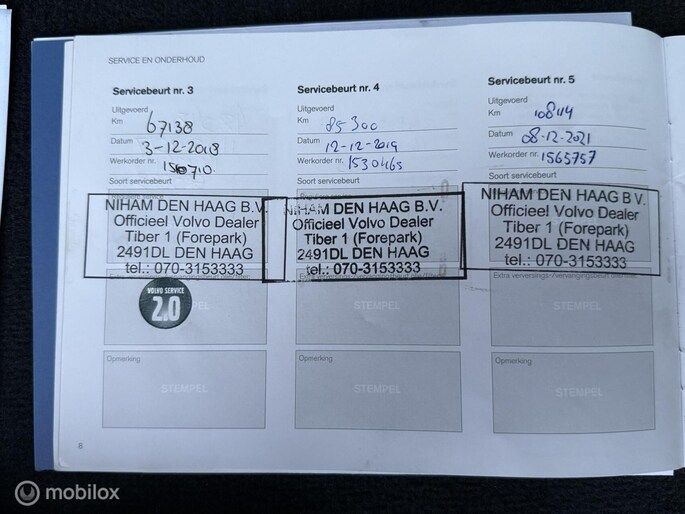 SERVICE EN ONDERHOUD
Servicebeurt nr. 3
Uitgevoerd
Km 67138
Datum 3-12-2018
Werkorder nr.
Soort servicebeurt
NIHAM DEN HAAG B.V.
Officieel Volvo Dealer
Tiber 1 (Forepark)
2491DL DEN HAAG
tel.: 070-3153333
VOLVO SERVICE
2.0
Opmerking
STEMPEL
Servicebeurt nr. 4
Uitgevoerd
Km 85300
Datum 12-12-2019
Werkorder nr. 1530465
Soort servicebeurt
NIHAM DEN HAAG B.V.
Officieel Volvo Dealer
Tiber 1 (Forepark)
2491DL DEN HAAG
tel.: 070-3153333
Opmerking
STEMPEL
Servicebeurt nr. 5
Uitgevoerd
Km 108114
Datum 08-12-2021
Werkorder nr. 1565757
Soort servicebeurt
NIHAM DEN HAAG B.V.
Officieel Volvo Dealer
Tiber 1 (Forepark)
2491DL DEN HAAG
tel.: 070-3153333
Opmerking
STEMPEL
6
mobilox